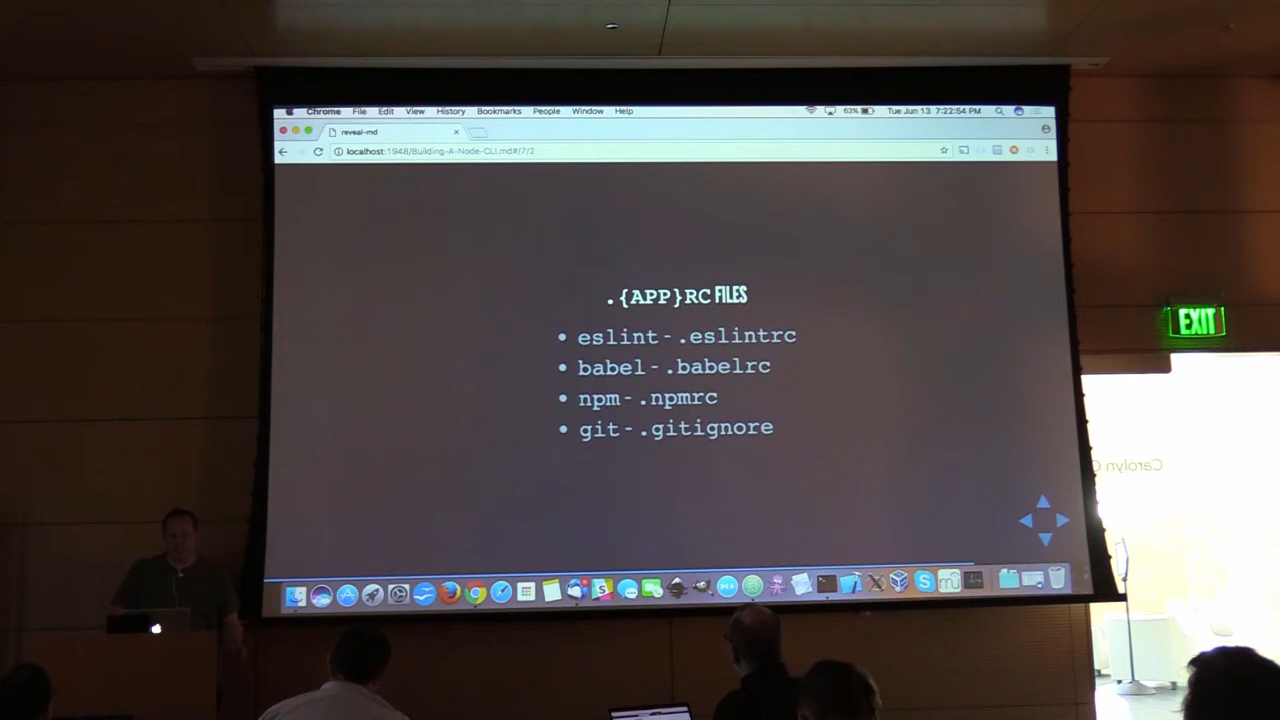 Chrome File Edit View History Bookmarks People Window Help 63% Tue Jun 13 7:22:54 PM
reveal-md
localhost:1948/Building-A-Node-CLI.md#/7/2
.{APP}RC FILES
• eslint - .eslintrc
• babel - .babelrc
• npm - .npmrc
• git - .gitignore
EXIT
Carolyn